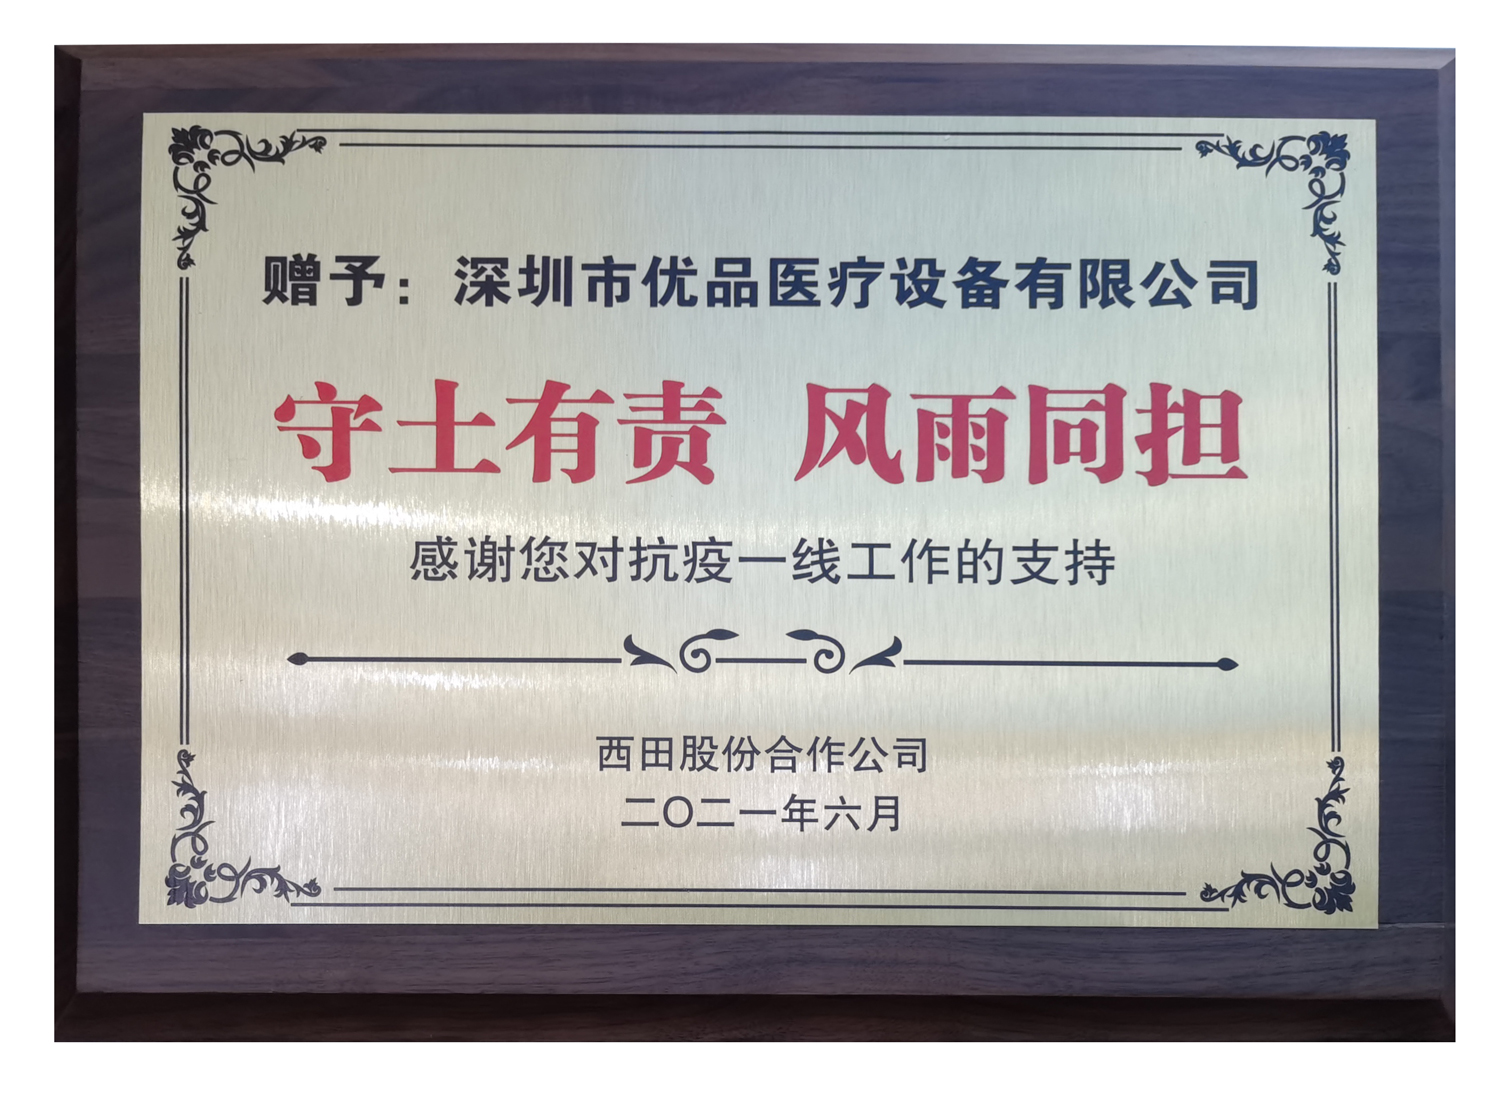 赠予：深圳市优品医疗设备有限公司
守士有责 风雨同担
感谢您对抗疫一线工作的支持
西田股份合作公司
二〇二一年六月